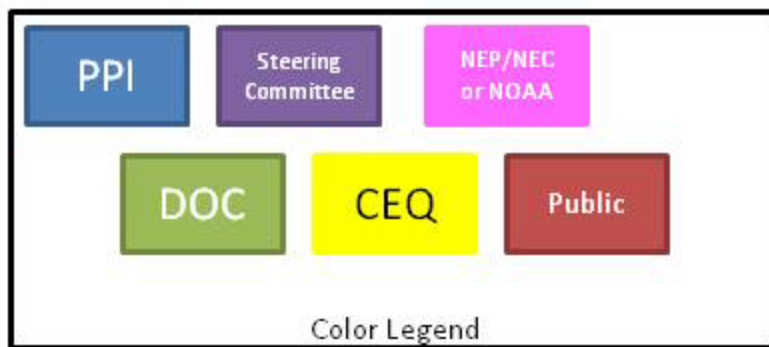 PPI
Steering
Committee
NEP/NEC
or NOAA
DOC
CEQ
Public
Color Legend